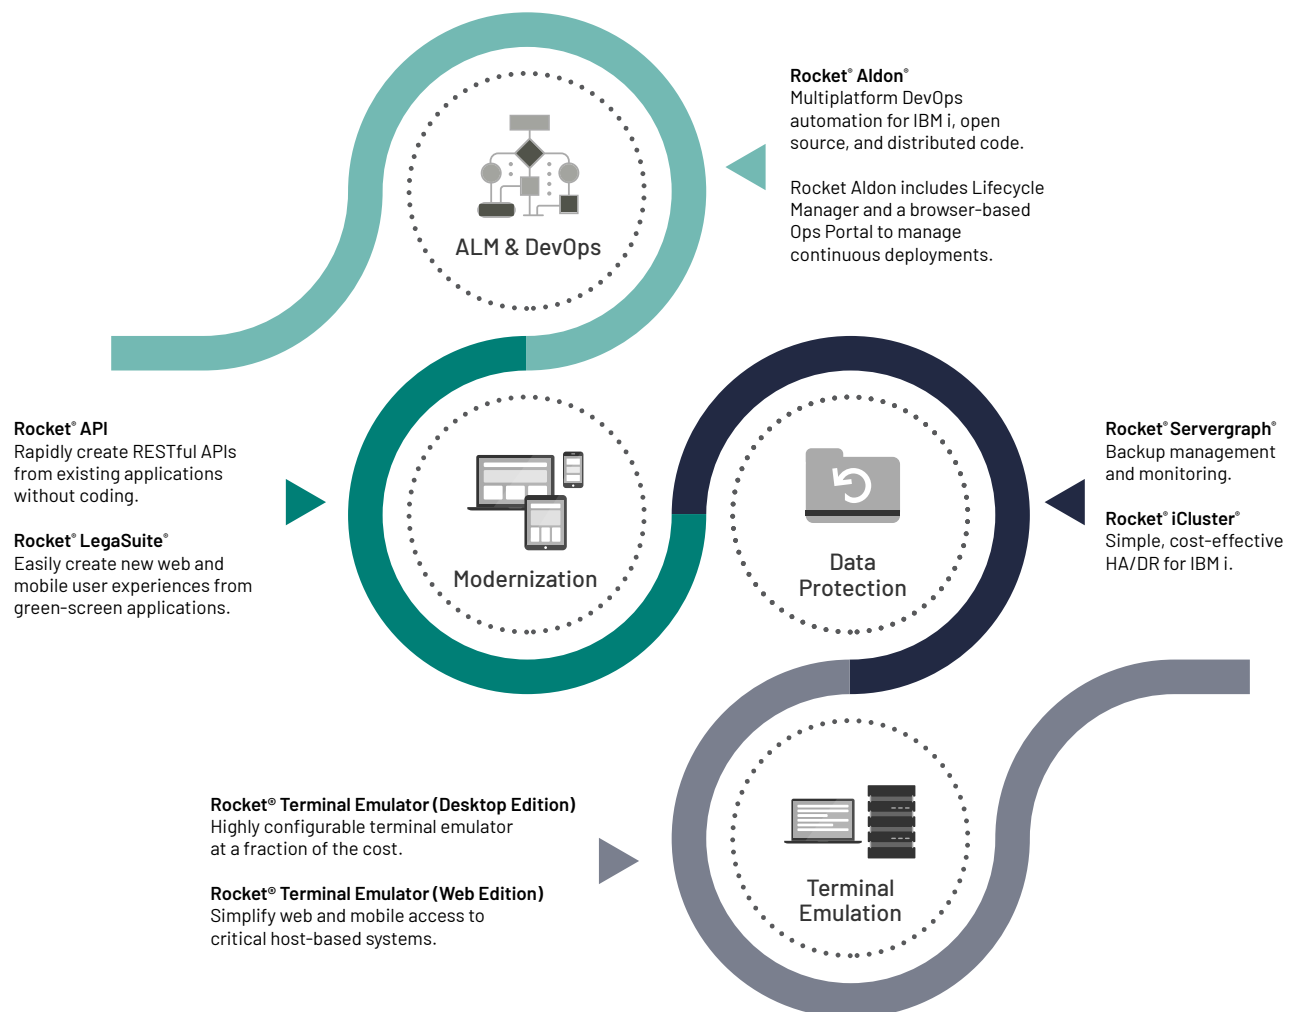 Rocket® Aldon®
Multiplatform DevOps
automation for IBM i, open
source, and distributed code.
Rocket Aldon includes Lifecycle
Manager and a browser-based
Ops Portal to manage
continuous deployments.
ALM & DevOps
Rocket® API
Rapidly create RESTful APIs
from existing applications
without coding.
Rocket® LegaSuite®
Easily create new web and
mobile user experiences from
green-screen applications.
Modernization
Data
Protection
Rocket® Servergraph®
Backup management
and monitoring.
Rocket® iCluster®
Simple, cost-effective
HA/DR for IBM i.
Rocket® Terminal Emulator (Desktop Edition)
Highly configurable terminal emulator
at a fraction of the cost.
Rocket® Terminal Emulator (Web Edition)
Simplify web and mobile access to
critical host-based systems.
Terminal
Emulation